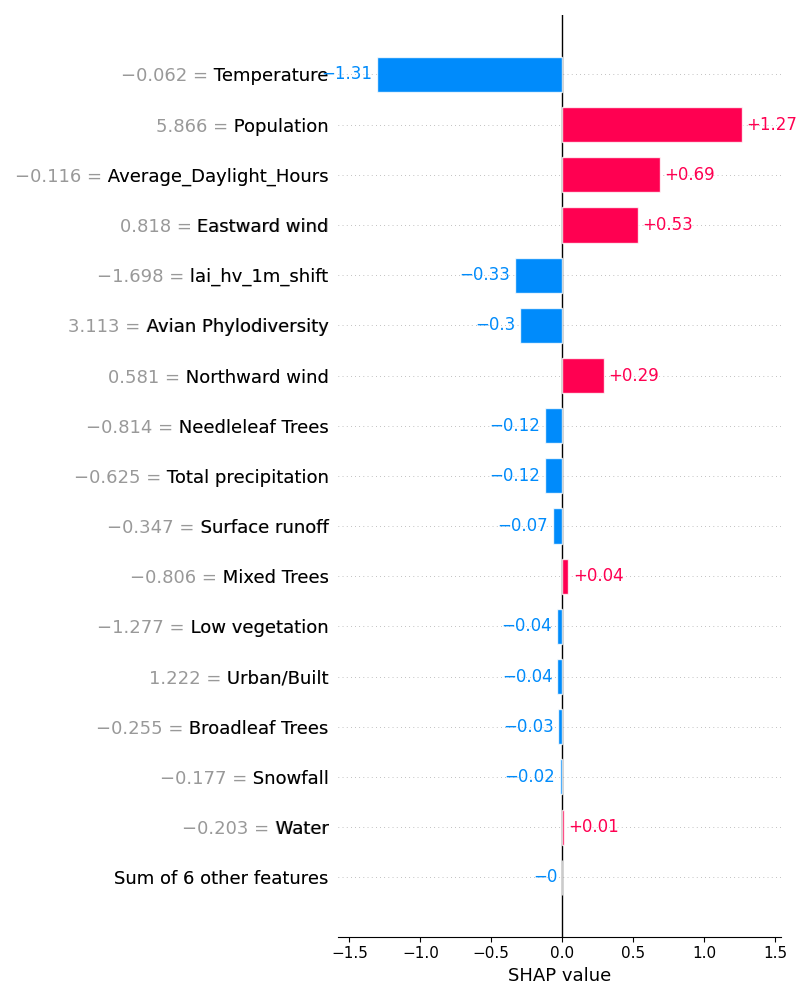 −0.062 = Temperature −1.31
5.866 = Population +1.27
−0.116 = Average_Daylight_Hours +0.69
0.818 = Eastward wind +0.53
−1.698 = lai_hv_1m_shift −0.33
3.113 = Avian Phylodiversity −0.3
0.581 = Northward wind +0.29
−0.814 = Needleleaf Trees −0.12
−0.625 = Total precipitation −0.12
−0.347 = Surface runoff −0.07
−0.806 = Mixed Trees +0.04
−1.277 = Low vegetation −0.04
1.222 = Urban/Built −0.04
−0.255 = Broadleaf Trees −0.03
−0.177 = Snowfall −0.02
−0.203 = Water +0.01
Sum of 6 other features −0
−1.5 −1.0 −0.5 0.0 0.5 1.0 1.5
SHAP value